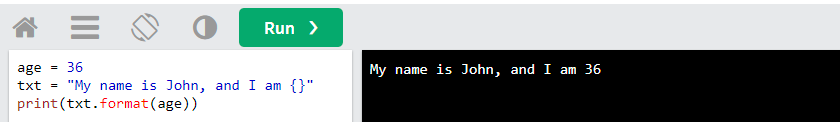 Run ❯
age = 36
txt = "My name is John, and I am {}"
print(txt.format(age))
My name is John, and I am 36